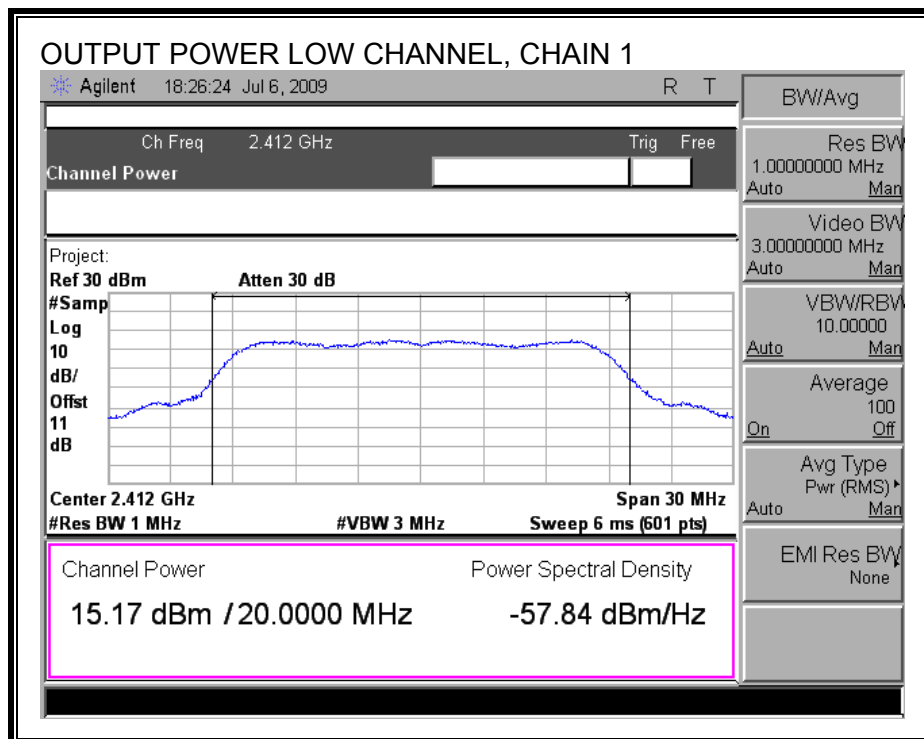 OUTPUT POWER LOW CHANNEL, CHAIN 1
Agilent 18:26:24 Jul 6, 2009 R T
Ch Freq 2.412 GHz Trig Free
Channel Power
Project:
Ref 30 dBm Atten 30 dB
#Samp
Log
10
dB/
Offst
11
dB
Center 2.412 GHz Span 30 MHz
#Res BW 1 MHz #VBW 3 MHz Sweep 6 ms (601 pts)
Channel Power Power Spectral Density
15.17 dBm / 20.0000 MHz -57.84 dBm/Hz
BW/Avg
Res BW
1.00000000 MHz
Auto Man
Video BW
3.00000000 MHz
Auto Man
VBW/RBW
10.00000
Auto Man
Average
100
On Off
Avg Type
Pwr (RMS)
Auto Man
EMI Res BW
None